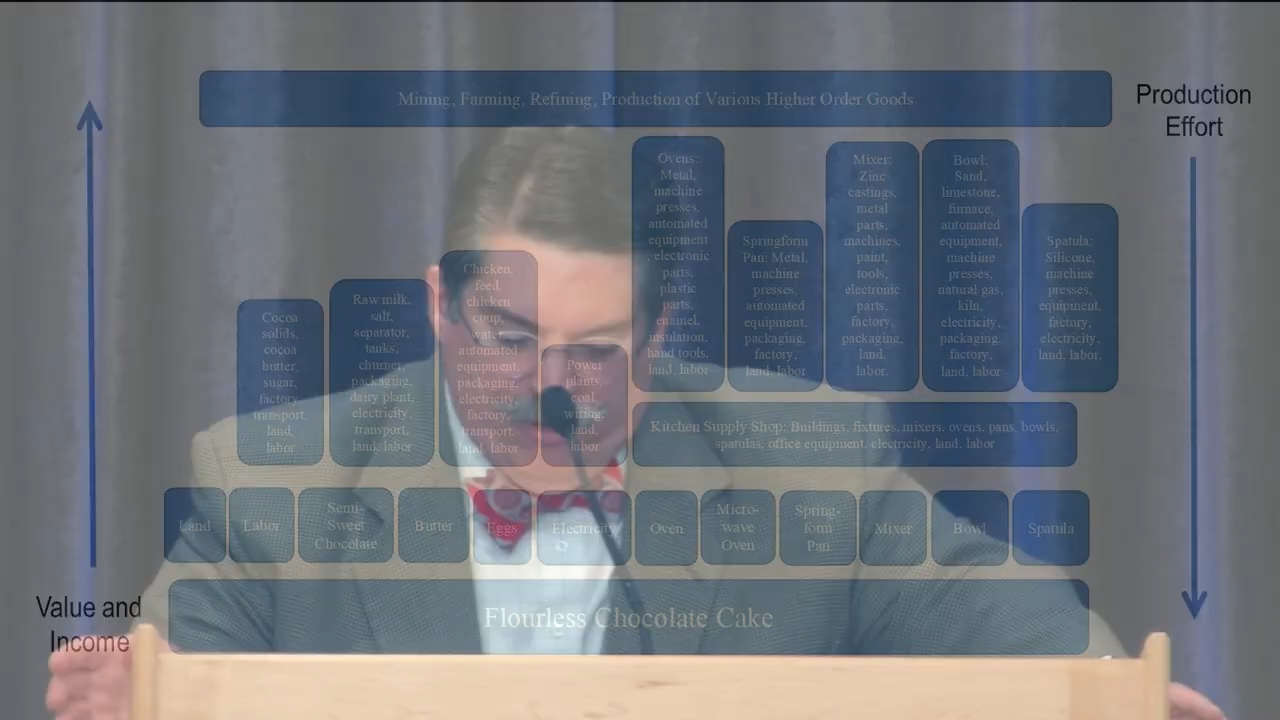 Production
Effort
Mining, Farming, Refining, Production of Various Higher Order Goods
Ovens:
Metal,
machine
presses,
automated
equipment
, electronic
parts,
plastic
parts,
enamel,
insulation,
hand tools,
land, labor
Springform
Pan: Metal,
machine
presses,
automated
equipment,
packaging,
factory,
land, labor
Mixer:
Zinc
castings,
metal
parts,
machines,
paint,
tools,
electronic
parts,
factory,
packaging,
land,
labor.
Bowl:
Sand,
limestone,
furnace,
automated
equipment,
machine
presses,
natural gas,
kiln,
electricity,
packaging,
factory,
land, labor
Spatula:
Silicone,
machine
presses,
equipment,
factory,
electricity,
land, labor.
Cocoa
solids,
cocoa
butter,
sugar,
factory,
transport,
land,
labor
Raw milk,
salt,
separator,
tanks,
churner,
packaging,
dairy plant,
electricity,
transport,
land, labor
Chicken,
feed,
chicken
coup,
water,
automated
equipment,
packaging,
electricity,
factory,
transport,
land, labor
Power
plants,
coal,
wiring,
land,
labor
Kitchen Supply Shop: Buildings, fixtures, mixers, ovens, pans, bowls,
spatulas, office equipment, electricity, land, labor
Land
Labor
Semi-
Sweet
Chocolate
Butter
Eggs
Electricity
Oven
Micro-
wave
Oven
Spring-
form
Pan
Mixer
Bowl
Spatula
Flourless Chocolate Cake
Value and
Income